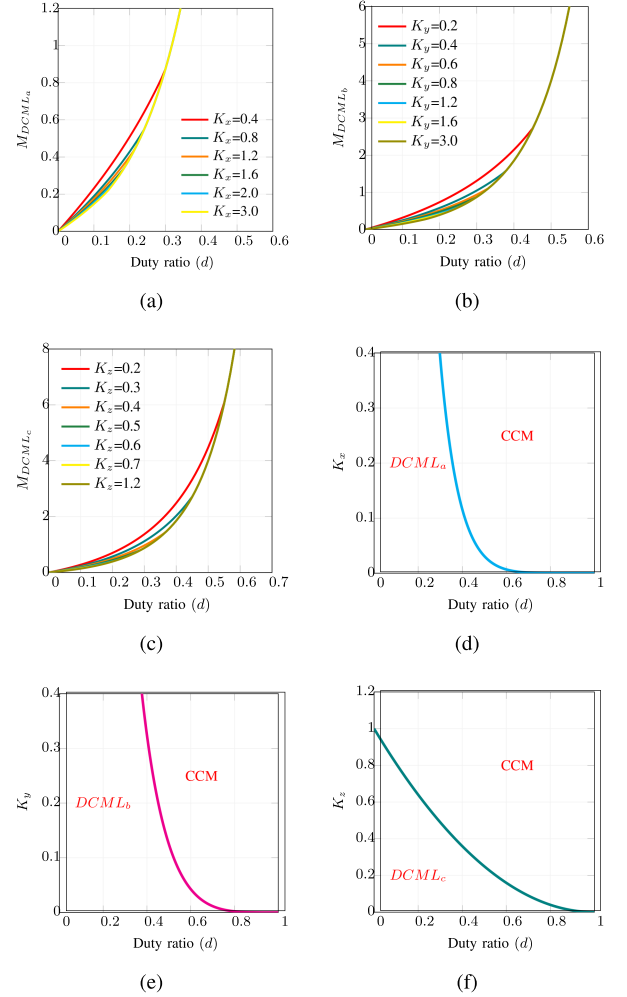 1.2
1
0.8
0.6
0.4
0.2
0
M_{DCML_a}
K_x=0.4
K_x=0.8
K_x=1.2
K_x=1.6
K_x=2.0
K_x=3.0
0 0.1 0.2 0.3 0.4 0.5 0.6
Duty ratio (d)
(a)
6
5
4
3
2
1
0
M_{DCML_b}
K_y=0.2
K_y=0.4
K_y=0.6
K_y=0.8
K_y=1.2
K_y=1.6
K_y=3.0
0 0.1 0.2 0.3 0.4 0.5 0.6
Duty ratio (d)
(b)
8
6
4
2
0
M_{DCML_c}
K_z=0.2
K_z=0.3
K_z=0.4
K_z=0.5
K_z=0.6
K_z=0.7
K_z=1.2
0 0.1 0.2 0.3 0.4 0.5 0.6 0.7
Duty ratio (d)
(c)
0.4
0.3
0.2
0.1
0
K_x
CCM
DCML_a
0 0.2 0.4 0.6 0.8 1
Duty ratio (d)
(d)
0.4
0.3
0.2
0.1
0
K_y
CCM
DCML_b
0 0.2 0.4 0.6 0.8 1
Duty ratio (d)
(e)
1.2
1
0.8
0.6
0.4
0.2
0
K_z
CCM
DCML_c
0 0.2 0.4 0.6 0.8 1
Duty ratio (d)
(f)